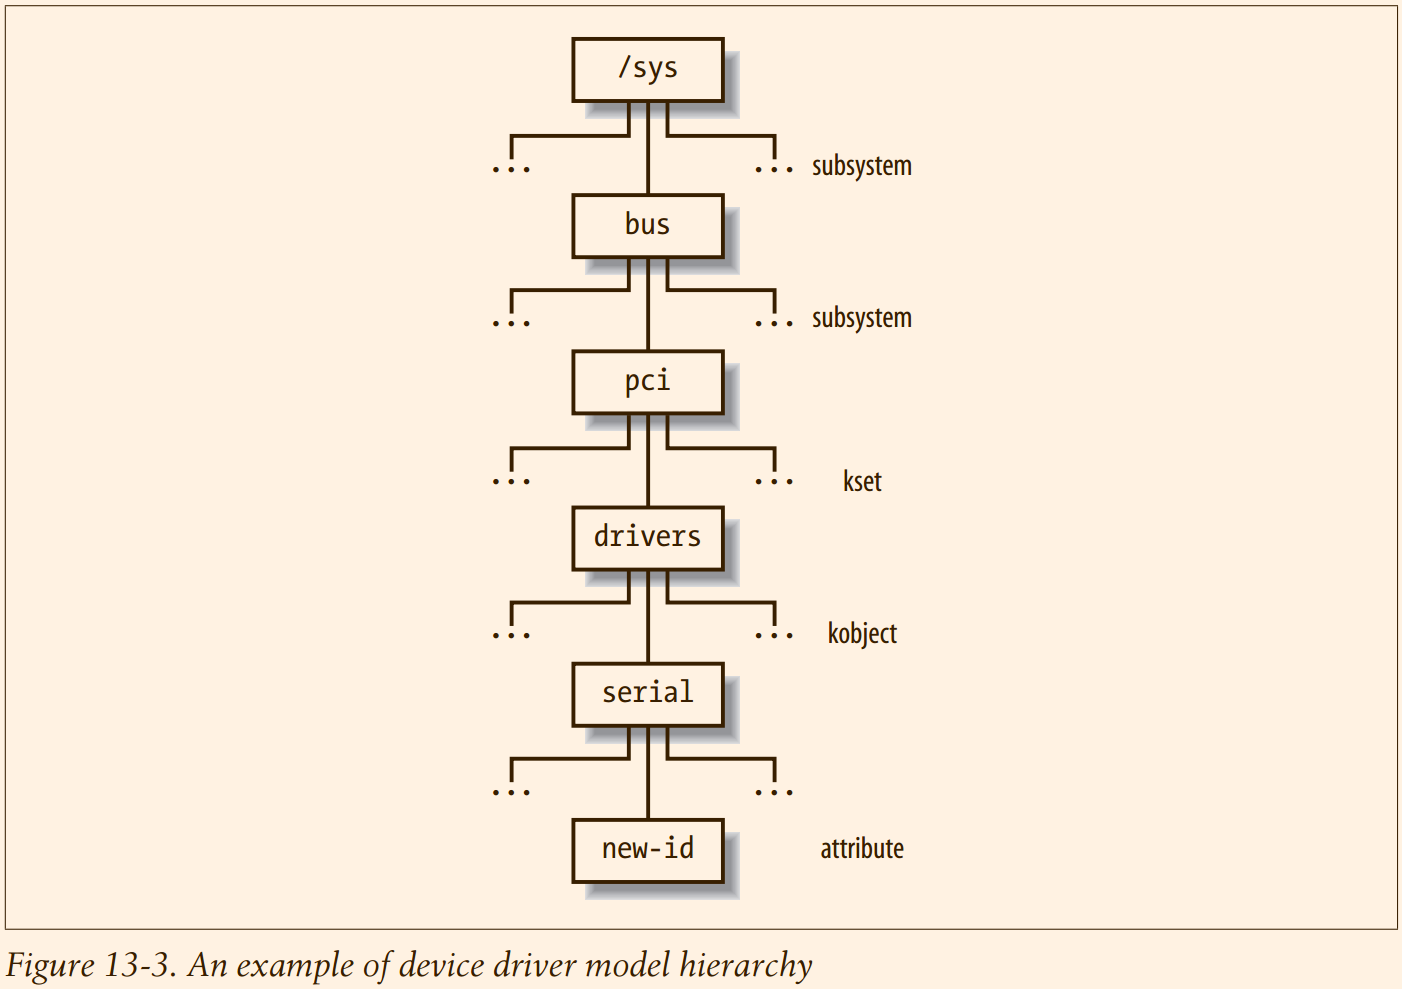 /sys
... ... subsystem
bus
... ... subsystem
pci
... ... kset
drivers
... ... kobject
serial
... ...
new-id attribute
Figure 13-3. An example of device driver model hierarchy